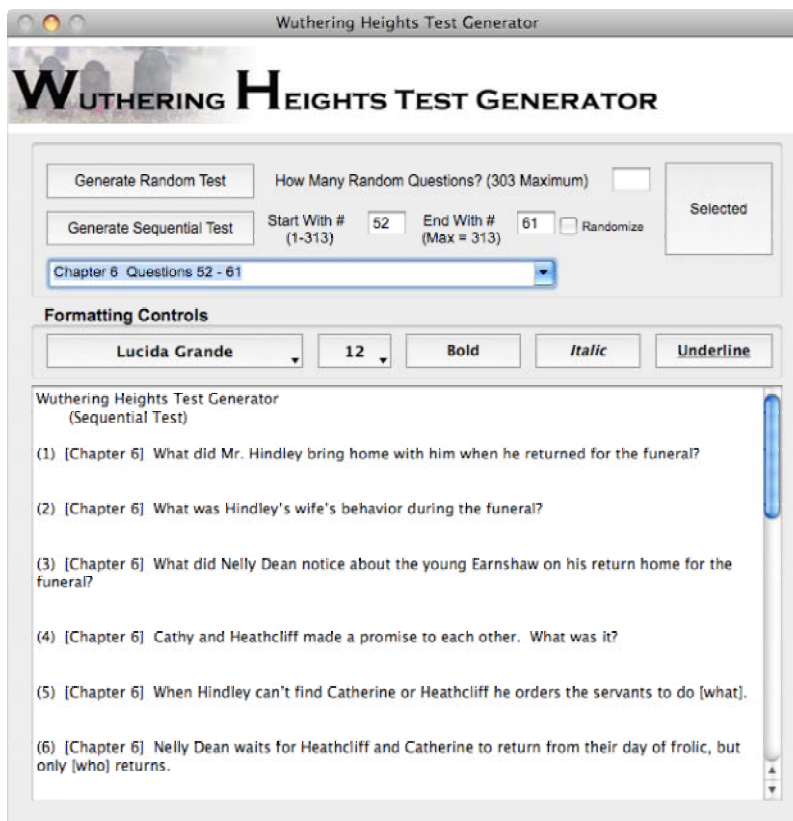 Wuthering Heights Test Generator
WUTHERING HEIGHTS TEST GENERATOR
Generate Random Test
How Many Random Questions? (303 Maximum)
Selected
Generate Sequential Test
Start With #
(1-313)
52
End With #
(Max = 313)
61
Randomize
Chapter 6 Questions 52 - 61
Formatting Controls
Lucida Grande
12
Bold
Italic
Underline
Wuthering Heights Test Generator
(Sequential Test)
(1) [Chapter 6] What did Mr. Hindley bring home with him when he returned for the funeral?
(2) [Chapter 6] What was Hindley's wife's behavior during the funeral?
(3) [Chapter 6] What did Nelly Dean notice about the young Earnshaw on his return home for the
funeral?
(4) [Chapter 6] Cathy and Heathcliff made a promise to each other. What was it?
(5) [Chapter 6] When Hindley can't find Catherine or Heathcliff he orders the servants to do [what].
(6) [Chapter 6] Nelly Dean waits for Heathcliff and Catherine to return from their day of frolic, but
only [who] returns.